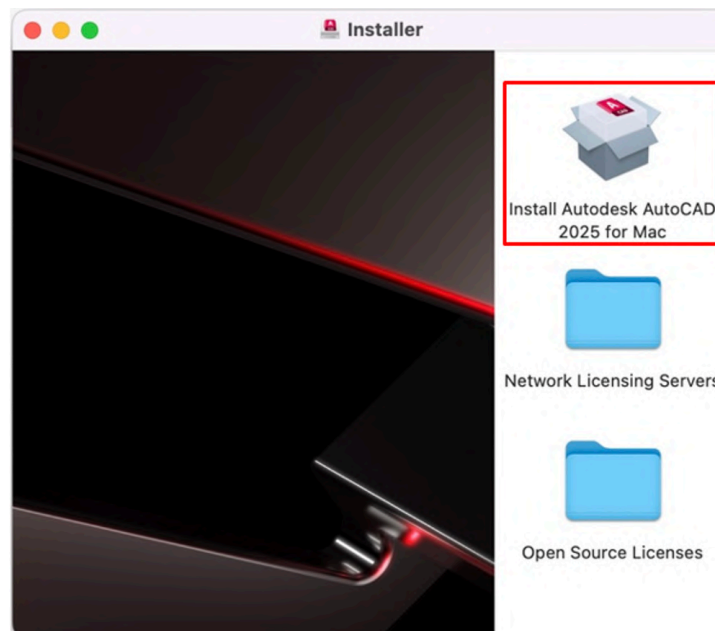 Installer
Install Autodesk AutoCAD
2025 for Mac
Network Licensing Servers
Open Source Licenses